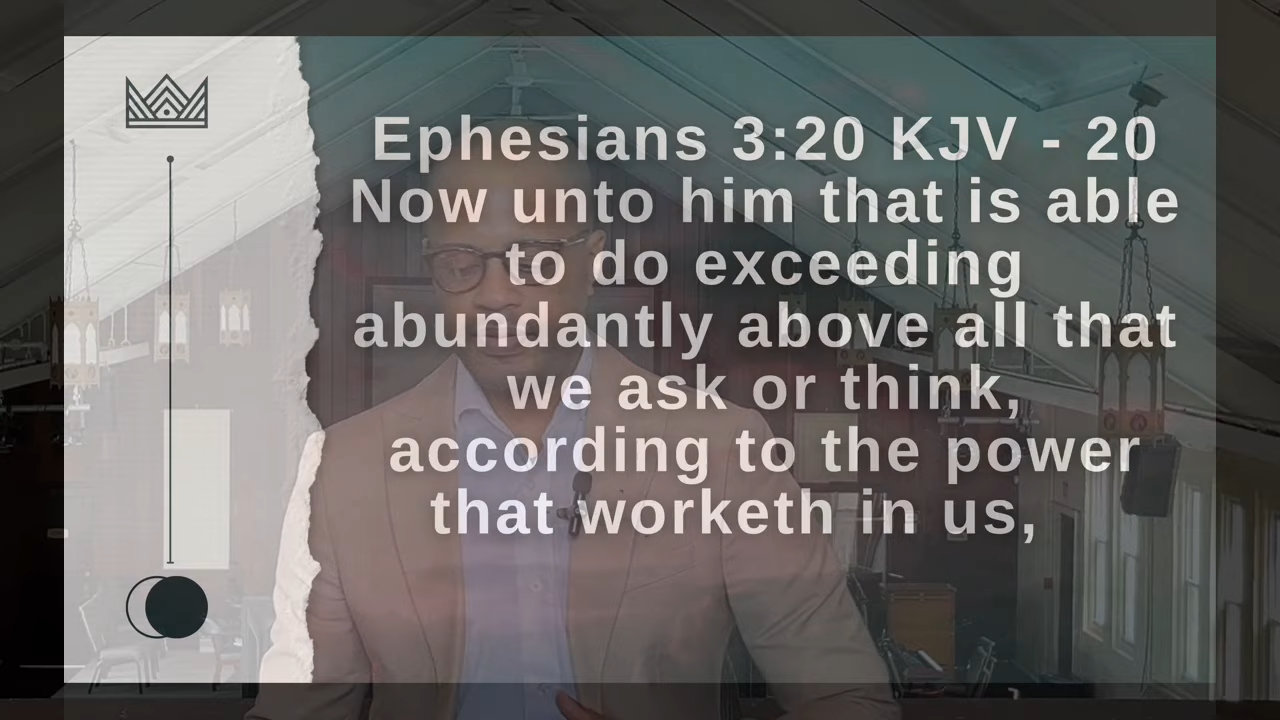 Ephesians 3:20 KJV - 20
Now unto him that is able
to do exceeding
abundantly above all that
we ask or think,
according to the power
that worketh in us,